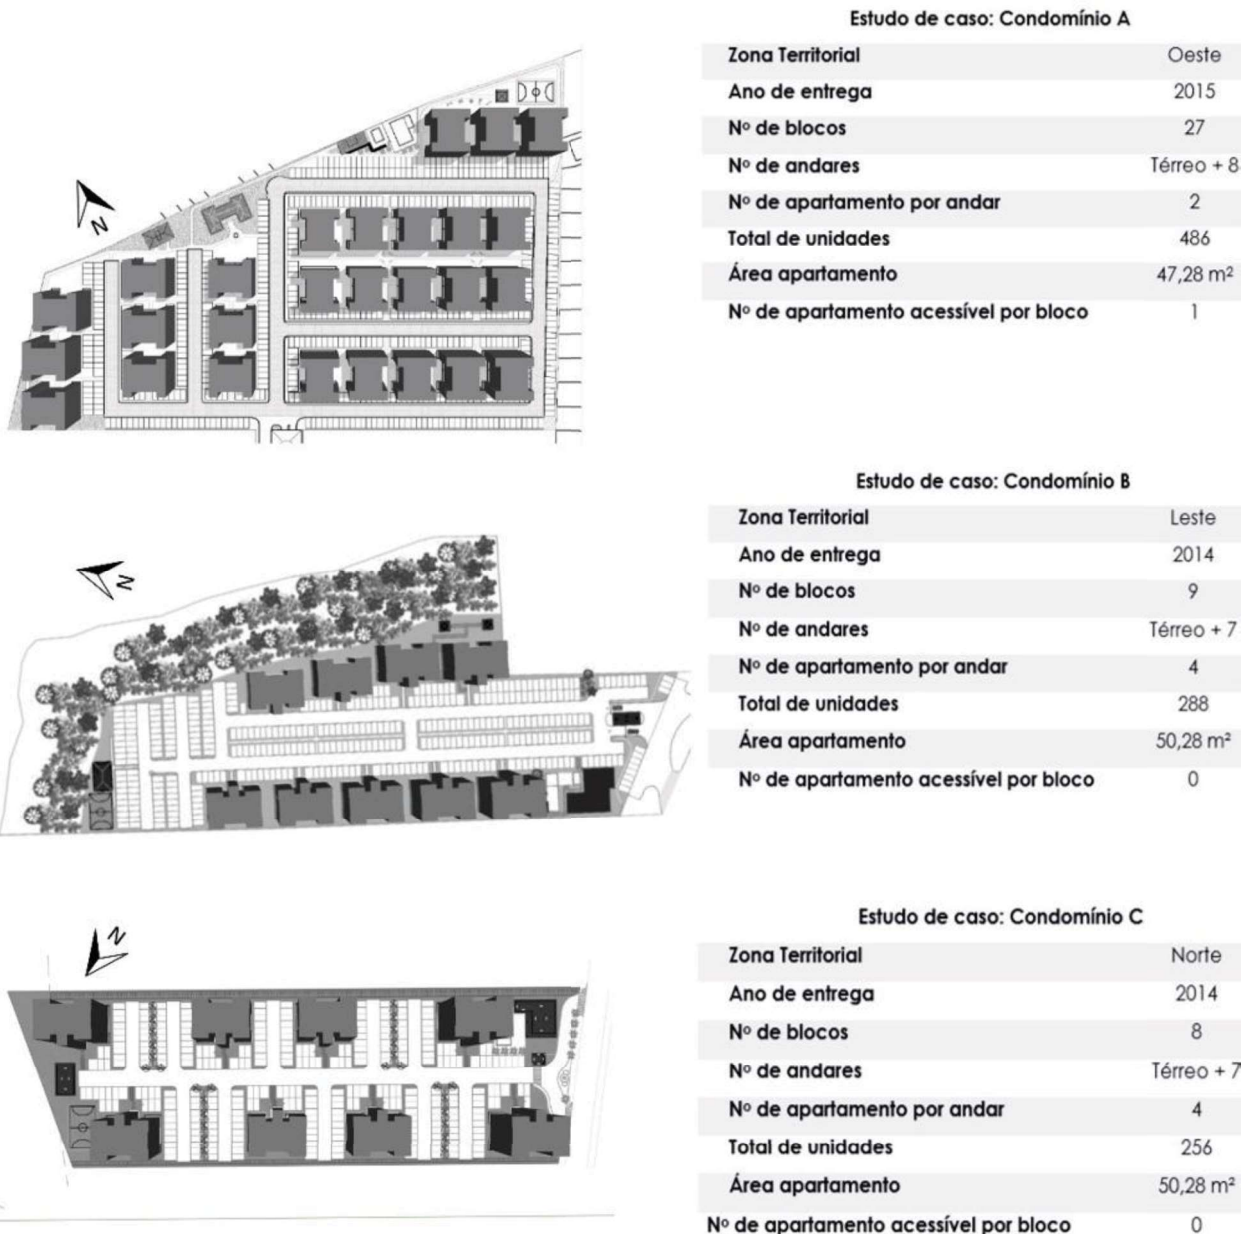 Estudo de caso: Condomínio A
Zona Territorial Oeste
Ano de entrega 2015
Nº de blocos 27
Nº de andares Térreo + 8
Nº de apartamento por andar 2
Total de unidades 486
Área apartamento 47,28 m²
Nº de apartamento acessível por bloco 1
N
Estudo de caso: Condomínio B
Zona Territorial Leste
Ano de entrega 2014
Nº de blocos 9
Nº de andares Térreo + 7
Nº de apartamento por andar 4
Total de unidades 288
Área apartamento 50,28 m²
Nº de apartamento acessível por bloco 0
N
Estudo de caso: Condomínio C
Zona Territorial Norte
Ano de entrega 2014
Nº de blocos 8
Nº de andares Térreo + 7
Nº de apartamento por andar 4
Total de unidades 256
Área apartamento 50,28 m²
Nº de apartamento acessível por bloco 0
N